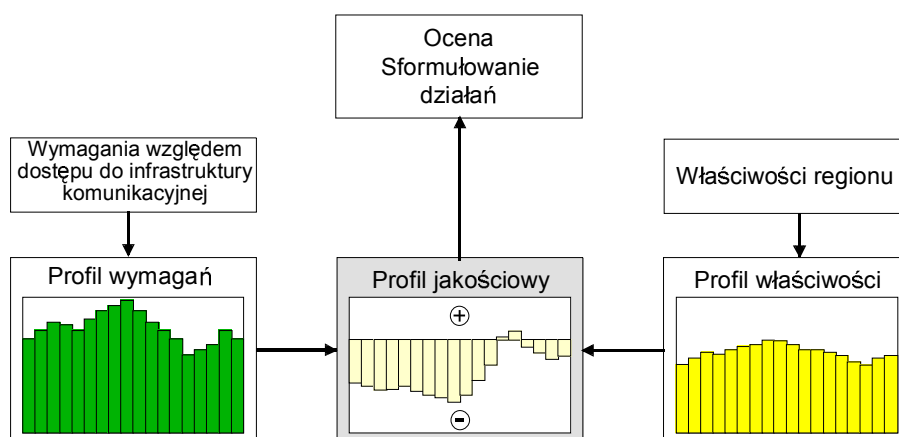 Ocena
Sformułowanie
działań
Wymagania względem
dostępu do infrastruktury
komunikacyjnej
Właściwości regionu
Profil wymagań
Profil jakościowy
Profil właściwości
+
-